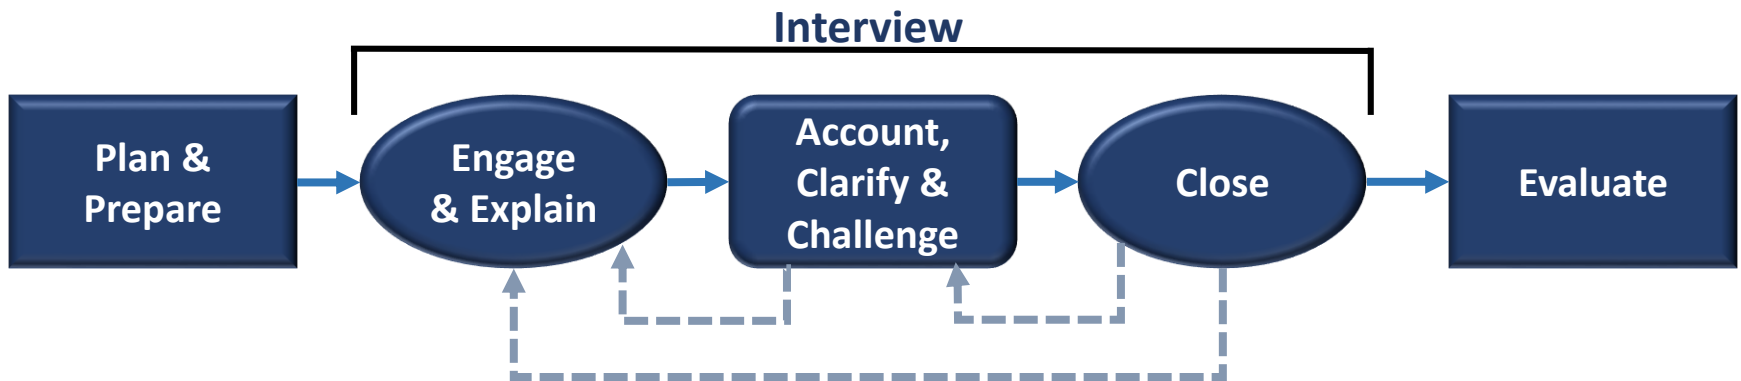 Interview
Plan &
Prepare
Engage
& Explain
Account,
Clarify &
Challenge
Close
Evaluate